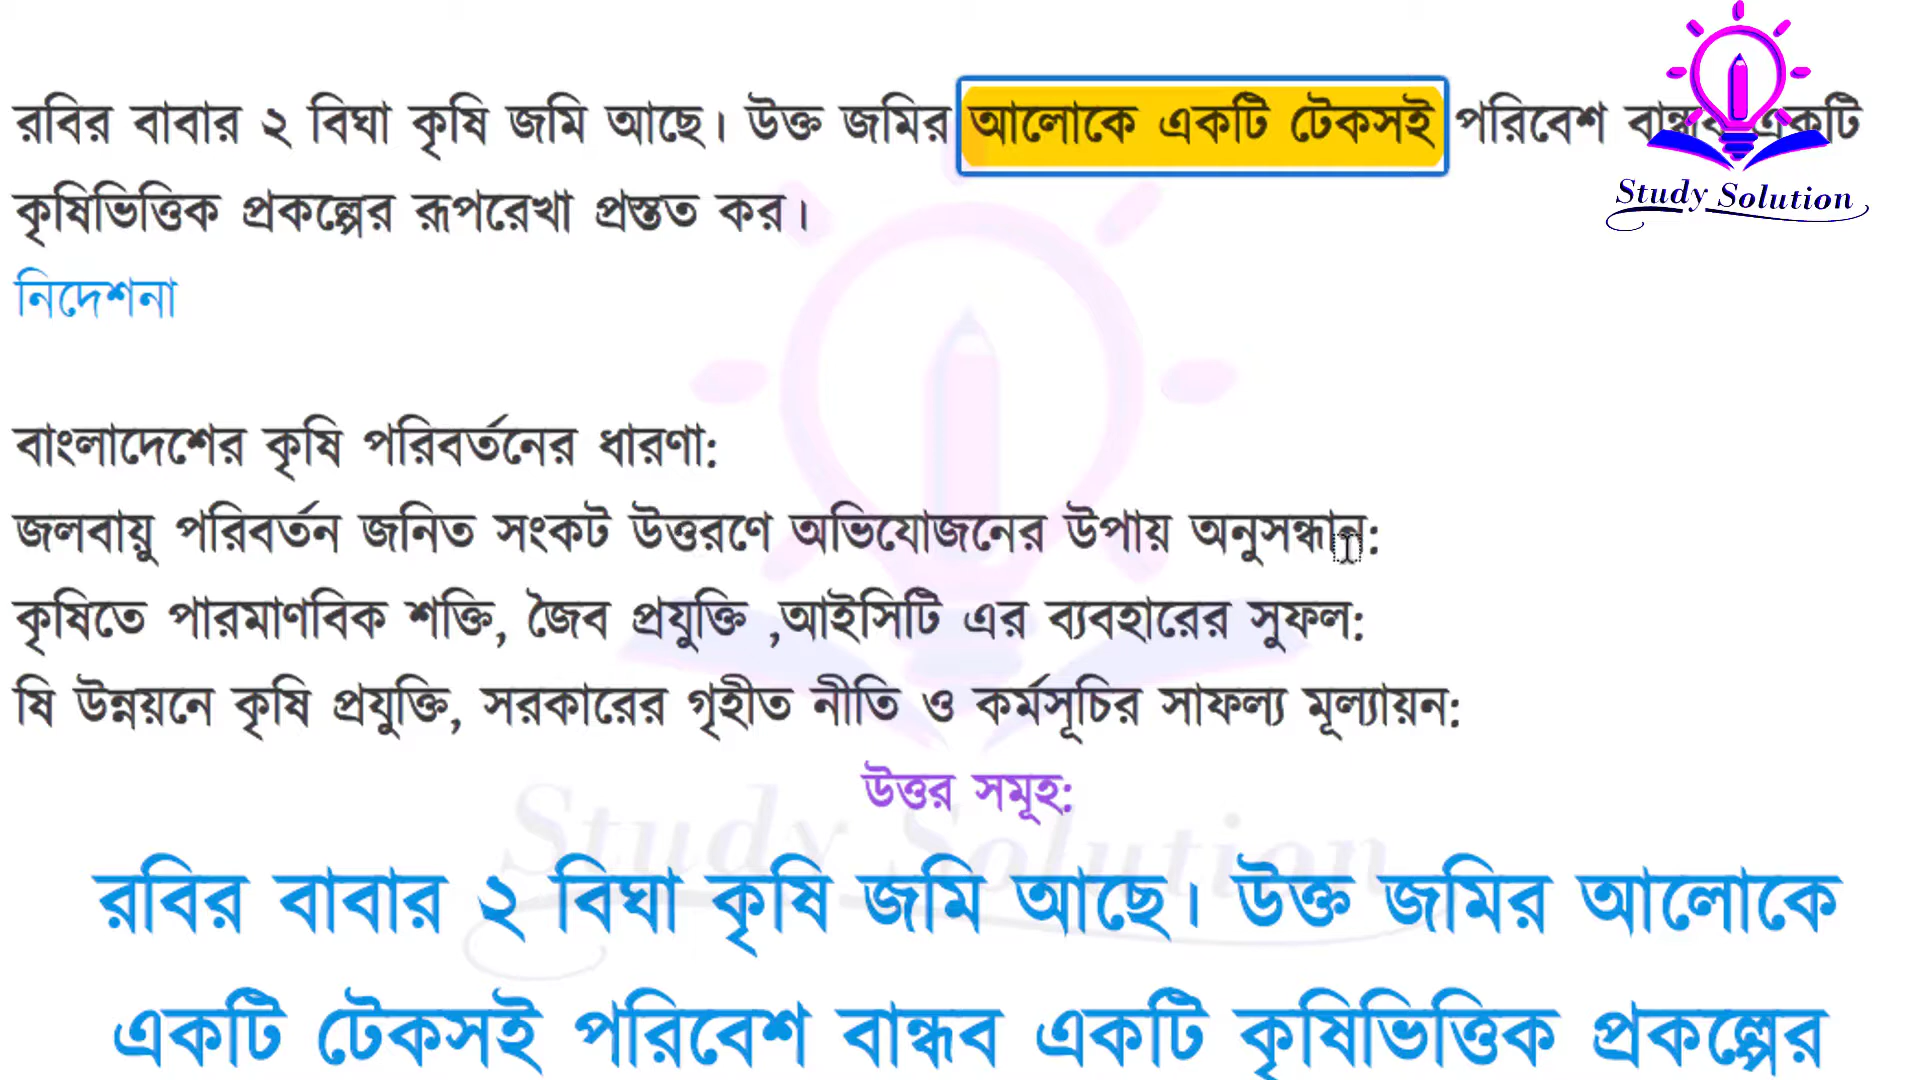 রবির বাবার ২ বিঘা কৃষি জমি আছে। উক্ত জমির আলোকে একটি টেকসই পরিবেশ বান্ধব একটি
কৃষিভিত্তিক প্রকল্পের রূপরেখা প্রস্তুত কর।
Study Solution
নিদেশনা
বাংলাদেশের কৃষি পরিবর্তনের ধারণা:
জলবায়ু পরিবর্তন জনিত সংকট উত্তরণে অভিযোজনের উপায় অনুসন্ধান:
কৃষিতে পারমাণবিক শক্তি, জৈব প্রযুক্তি ,আইসিটি এর ব্যবহারের সুফল:
ষি উন্নয়নে কৃষি প্রযুক্তি, সরকারের গৃহীত নীতি ও কর্মসূচির সাফল্য মূল্যায়ন:
উত্তর সমূহ:
Study Solution
রবির বাবার ২ বিঘা কৃষি জমি আছে। উক্ত জমির আলোকে
একটি টেকসই পরিবেশ বান্ধব একটি কৃষিভিত্তিক প্রকল্পের